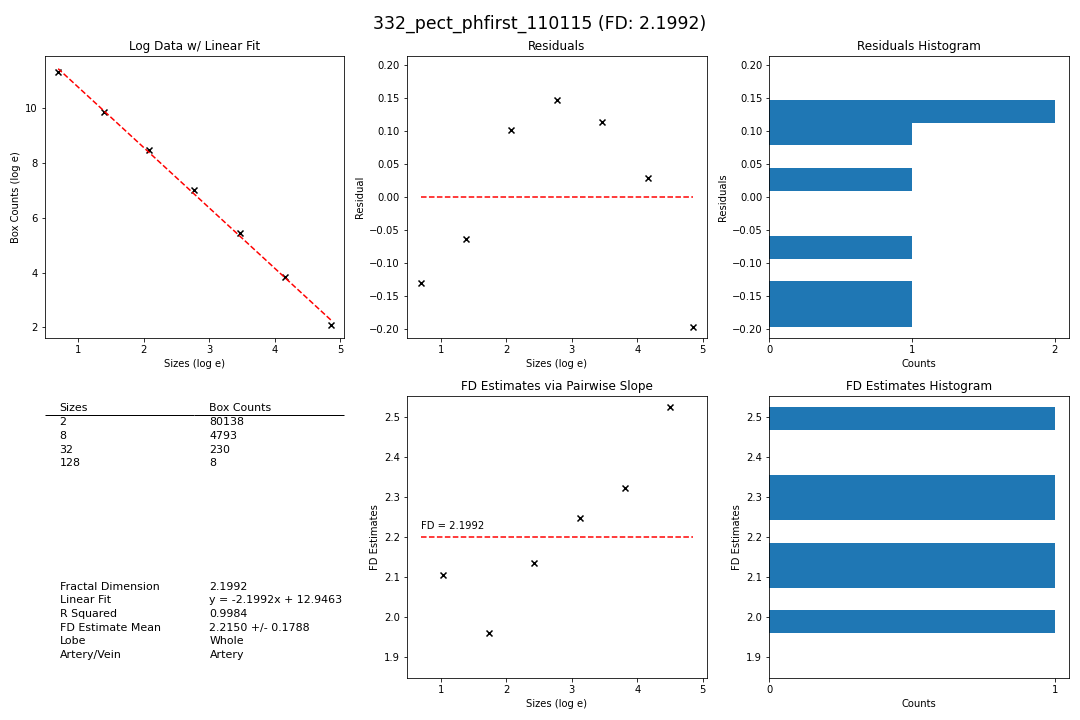 332_pect_phfirst_110115 (FD: 2.1992)
Log Data w/ Linear Fit
Box Counts (log e)
10
8
6
4
2
1 2 3 4 5
Sizes (log e)
Residuals
Residual
0.20
0.15
0.10
0.05
0.00
−0.05
−0.10
−0.15
−0.20
1 2 3 4 5
Sizes (log e)
Residuals Histogram
Residuals
0.20
0.15
0.10
0.05
0.00
−0.05
−0.10
−0.15
−0.20
0 1 2
Counts
Sizes Box Counts
2 80138
8 4793
32 230
128 8
Fractal Dimension 2.1992
Linear Fit y = -2.1992x + 12.9463
R Squared 0.9984
FD Estimate Mean 2.2150 +/- 0.1788
Lobe Whole
Artery/Vein Artery
FD Estimates via Pairwise Slope
FD Estimates
2.5
2.4
2.3
2.2
2.1
2.0
1.9
FD = 2.1992
1 2 3 4 5
Sizes (log e)
FD Estimates Histogram
FD Estimates
2.5
2.4
2.3
2.2
2.1
2.0
1.9
0 1
Counts